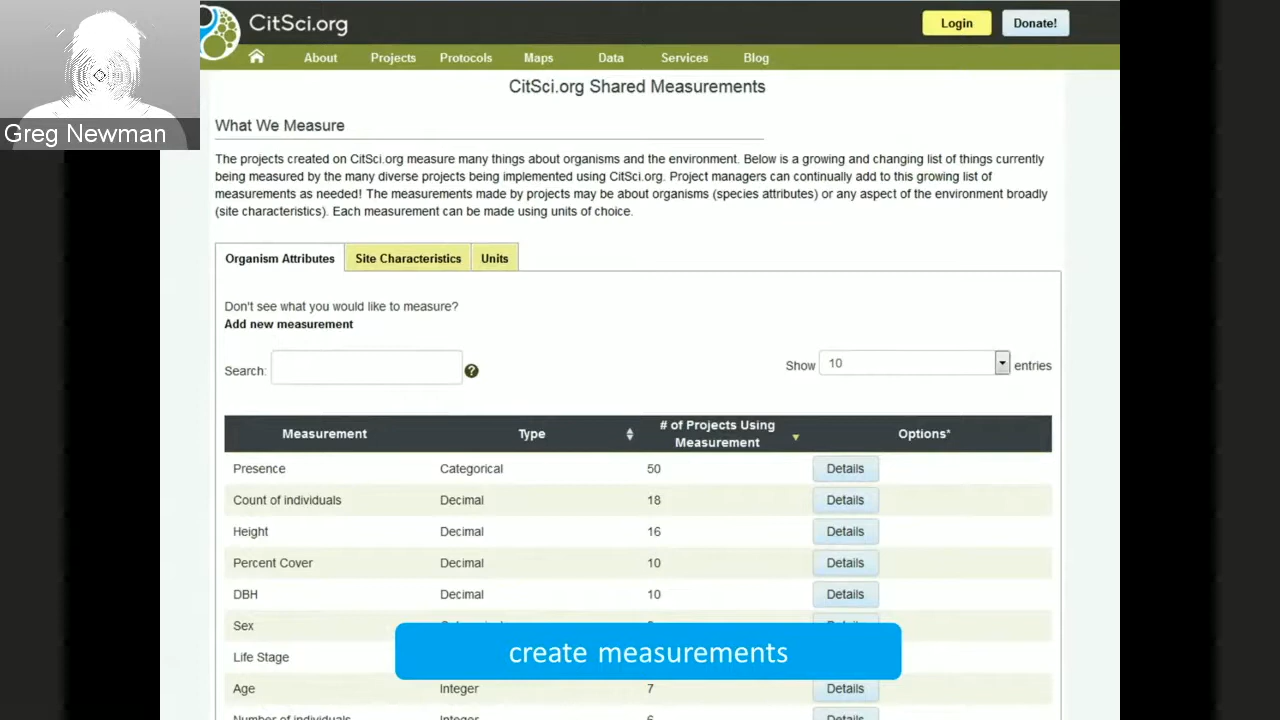 CitSci.org
Login
Donate!
About
Projects
Protocols
Maps
Data
Services
Blog
Greg Newman
CitSci.org Shared Measurements
What We Measure
The projects created on CitSci.org measure many things about organisms and the environment. Below is a growing and changing list of things currently
being measured by the many diverse projects being implemented using CitSci.org. Project managers can continually add to this growing list of
measurements as needed! The measurements made by projects may be about organisms (species attributes) or any aspect of the environment broadly
(site characteristics). Each measurement can be made using units of choice.
Organism Attributes
Site Characteristics
Units
Don't see what you would like to measure?
Add new measurement
Search:
?
Show 10 entries
Measurement
Type
# of Projects Using
Measurement
Options*
Presence Categorical 50 Details
Count of individuals Decimal 18 Details
Height Decimal 16 Details
Percent Cover Decimal 10 Details
DBH Decimal 10 Details
Sex
Life Stage
create measurements
Age Integer 7 Details
Number of individuals Integer Details